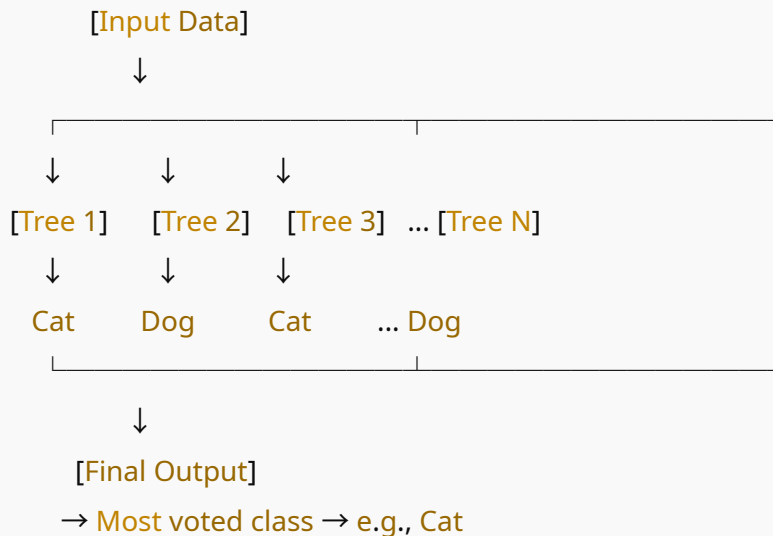 [Input Data]
↓
┌───────────────┬───────────────
↓ ↓ ↓
[Tree 1] [Tree 2] [Tree 3] ... [Tree N]
↓ ↓ ↓
Cat Dog Cat ... Dog
└───────────────┴───────────────
↓
[Final Output]
→ Most voted class → e.g., Cat